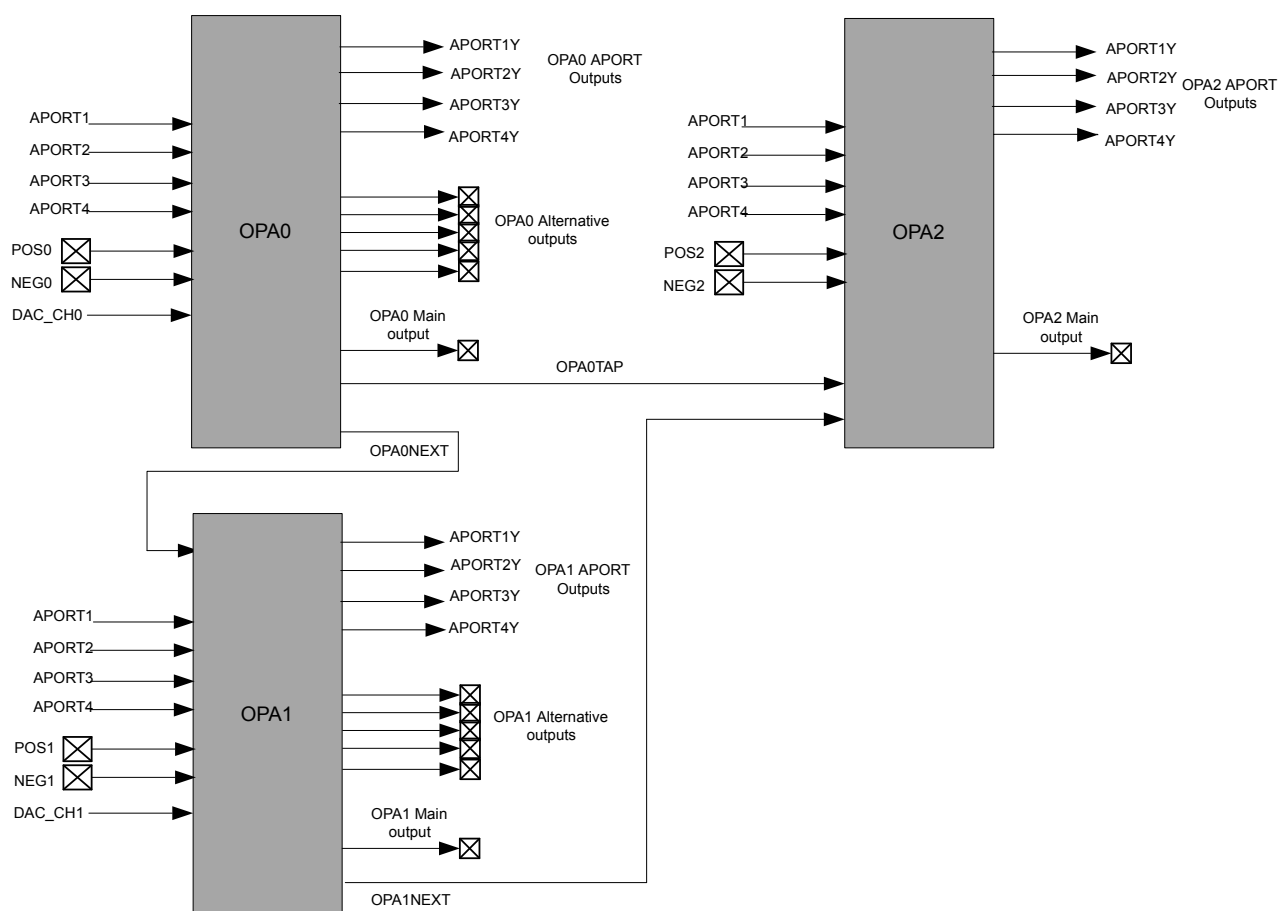 OPA0
APORT1
APORT2
APORT3
APORT4
POS0
NEG0
DAC_CH0
APORT1Y
APORT2Y
APORT3Y
APORT4Y
OPA0 APORT
Outputs
OPA0 Alternative
outputs
OPA0 Main
output
OPA0TAP
OPA0NEXT
OPA2
APORT1
APORT2
APORT3
APORT4
POS2
NEG2
APORT1Y
APORT2Y
APORT3Y
APORT4Y
OPA2 APORT
Outputs
OPA2 Main
output
OPA1
APORT1
APORT2
APORT3
APORT4
POS1
NEG1
DAC_CH1
APORT1Y
APORT2Y
APORT3Y
APORT4Y
OPA1 APORT
Outputs
OPA1 Alternative
outputs
OPA1 Main
output
OPA1NEXT